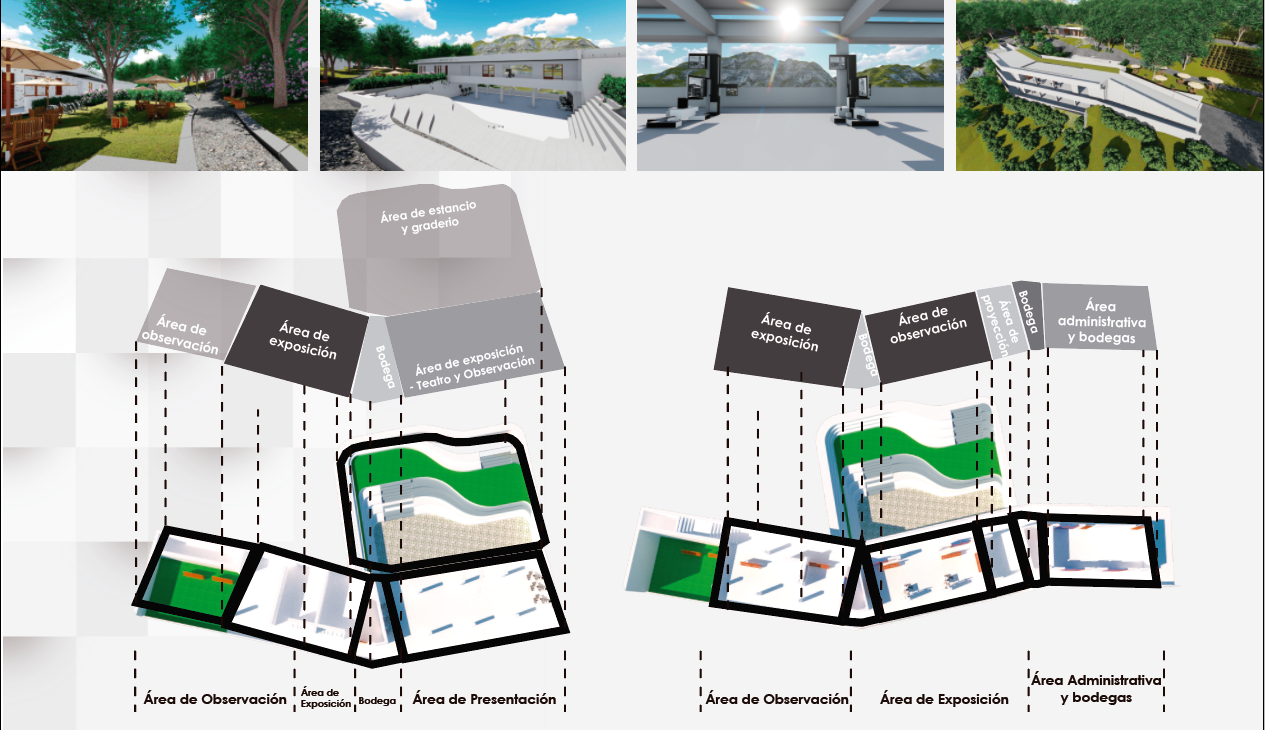 Área de estancio
y graderio
Área de
observación
Área de
exposición
Bodega
Área de exposición
- Teatro y Observación
Área de
exposición
Bodega
Área de
observación
Área de
proyección
Bodega
Área
administrativa
y bodegas
Área de Observación
Área de
Exposición
Bodega
Área de Presentación
Área de Observación
Área de Exposición
Área Administrativa
y bodegas